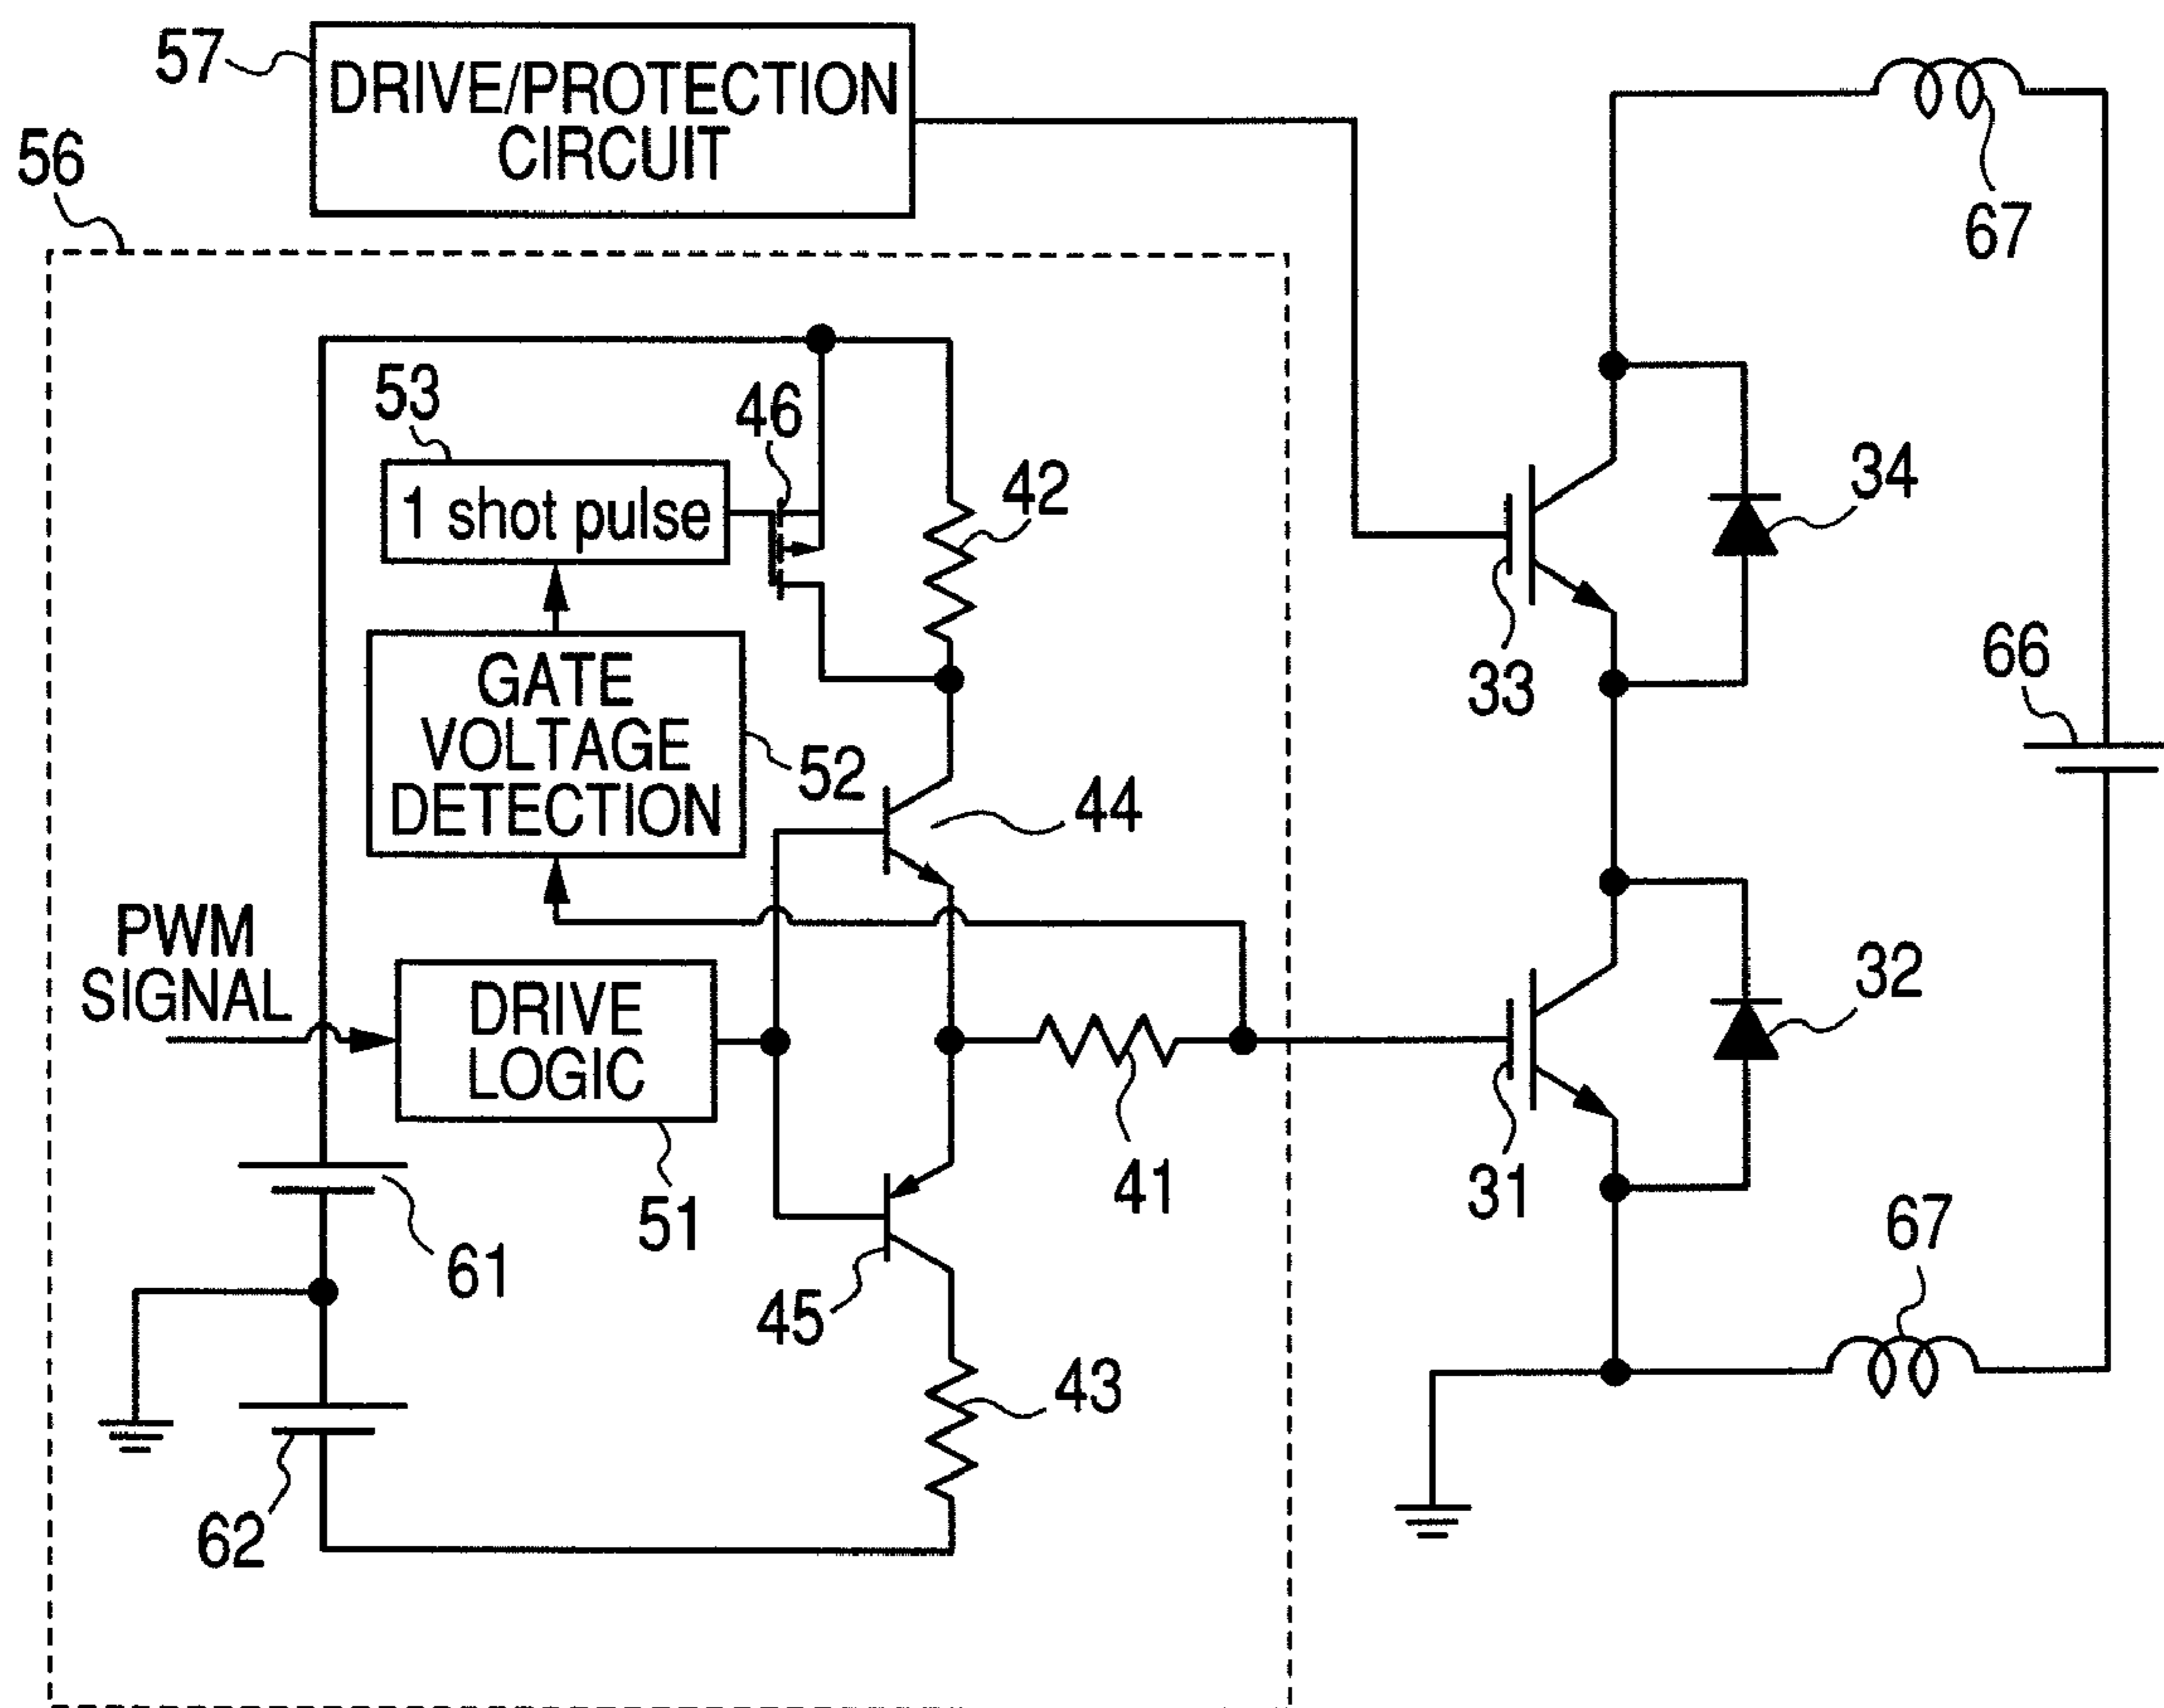 57
DRIVE/PROTECTION
CIRCUIT
56
67
53
46
1 shot pulse
42
34
33
66
GATE
VOLTAGE
DETECTION
52
44
PWM
SIGNAL
DRIVE
LOGIC
32
41
31
51
61
45
67
43
62